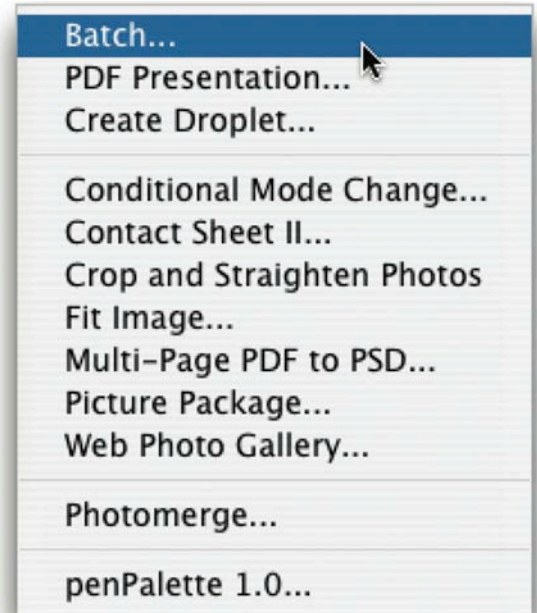 Batch...
PDF Presentation...
Create Droplet...
Conditional Mode Change...
Contact Sheet II...
Crop and Straighten Photos
Fit Image...
Multi-Page PDF to PSD...
Picture Package...
Web Photo Gallery...
Photomerge...
penPalette 1.0...